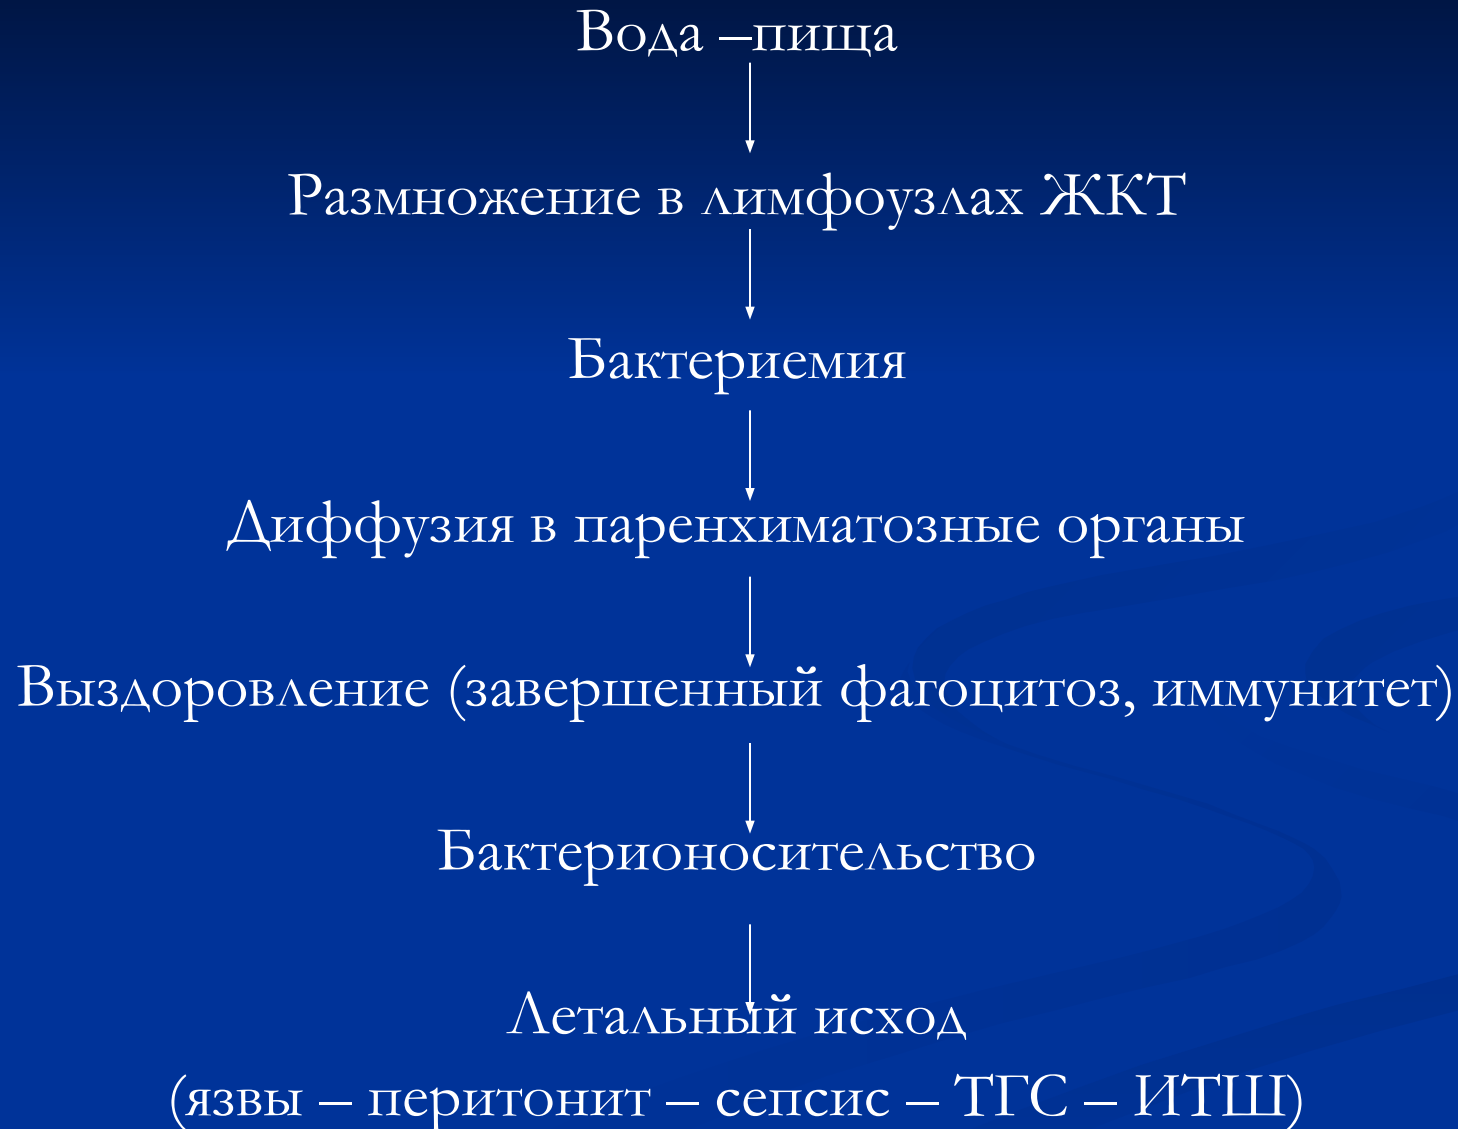 Вода –пища
Размножение в лимфоузлах ЖКТ
Бактериемия
Диффузия в паренхиматозные органы
Выздоровление (завершенный фагоцитоз, иммунитет)
Бактерионосительство
Летальный исход
(язвы – перитонит – сепсис – ТГС – ИТШ)